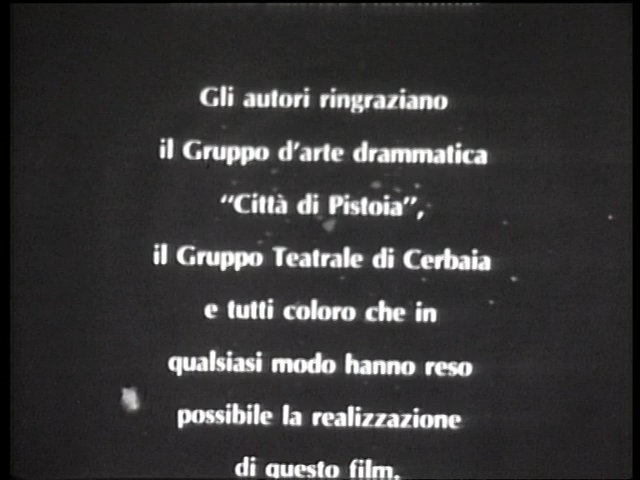 Gli autori ringraziano
il Gruppo d'arte drammatica
"Città di Pistoia",
il Gruppo Teatrale di Cerbaia
e tutti coloro che in
qualsiasi modo hanno reso
possibile la realizzazione
di questo film.